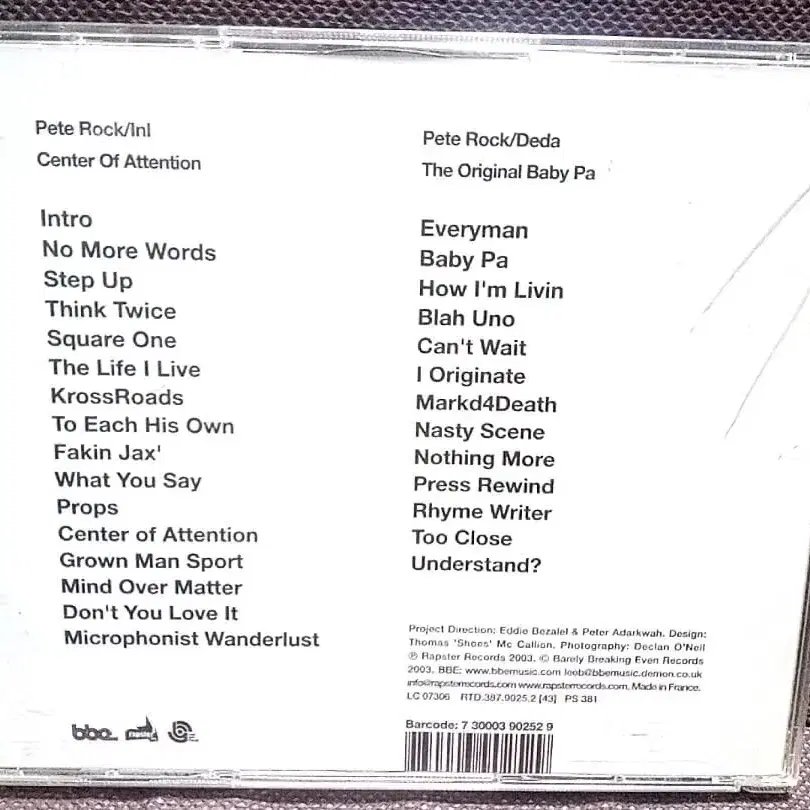 Pete Rock/InI
Center Of Attention
Intro
No More Words
Step Up
Think Twice
Square One
The Life I Live
KrossRoads
To Each His Own
Fakin Jax'
What You Say
Props
Center of Attention
Grown Man Sport
Mind Over Matter
Don't You Love It
Microphonist Wanderlust
Pete Rock/Deda
The Original Baby Pa
Everyman
Baby Pa
How I'm Livin
Blah Uno
Can't Wait
I Originate
Markd4Death
Nasty Scene
Nothing More
Press Rewind
Rhyme Writer
Too Close
Understand?
Project Direction: Eddie Bezalel & Peter Adarkwah. Design:
Thomas 'Shoes' Mc Callion. Photography: Declan O'Neil
℗ Rapster Records 2003. © Barely Breaking Even Records
2003. BBE: www.bbemusic.com leeb@bbemusic.demon.co.uk
info@rapsterrecords.com www.rapsterrecords.com. Made in France.
LC 07306 RTD.387.9025.2 [43] PS 381
bbe
Barcode: 7 30003 90252 9